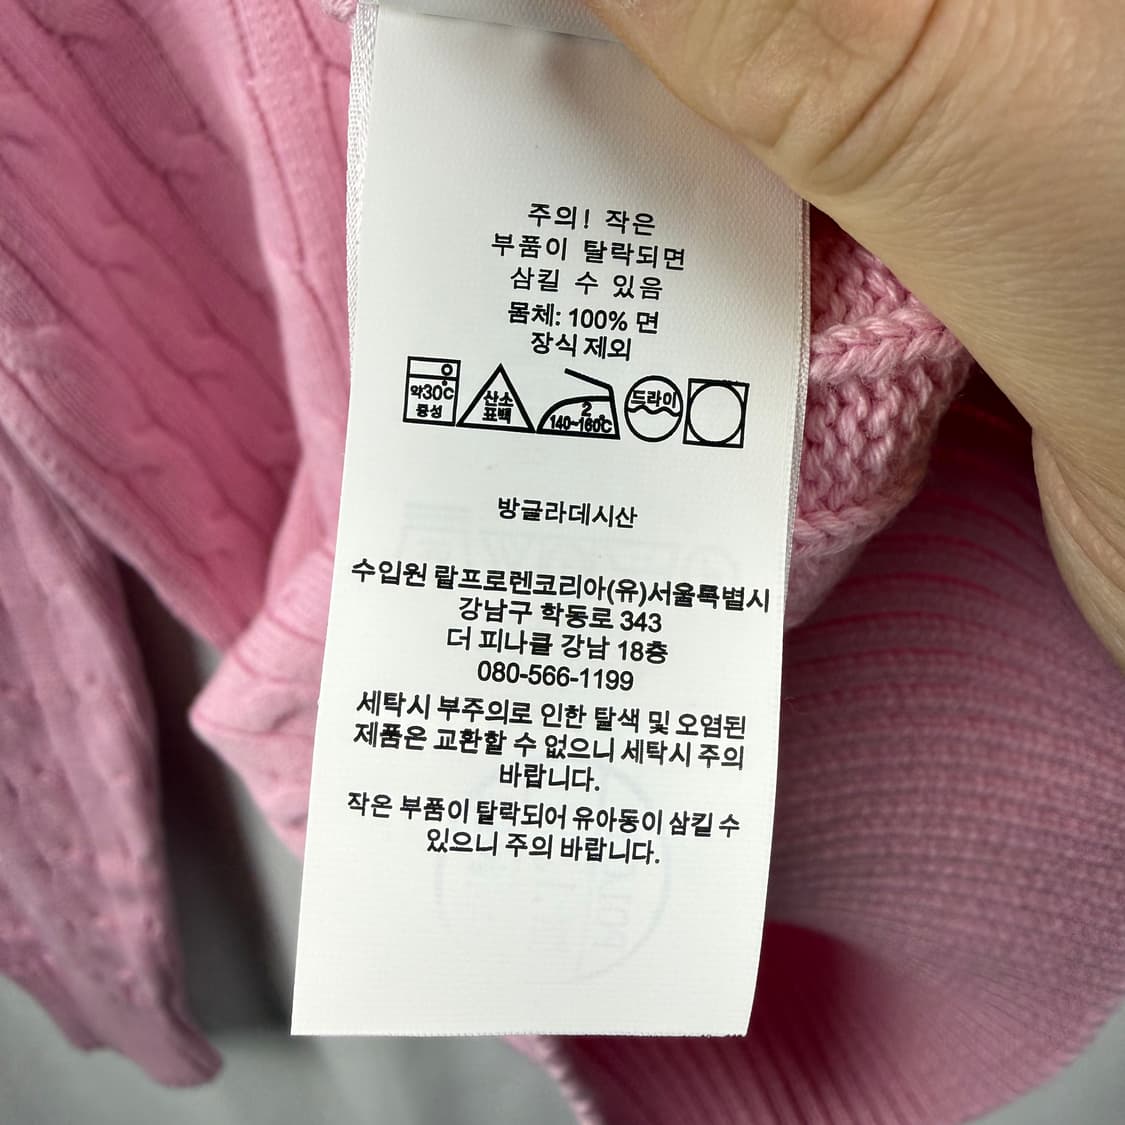 주의! 작은
부품이 탈락되면
삼킬 수 있음
몸체: 100% 면
장식 제외
약30℃
중성
산소
표백
2
140~160℃
드라이
방글라데시산
수입원 랄프로렌코리아(유)서울특별시
강남구 학동로 343
더 피나클 강남 18층
080-566-1199
세탁시 부주의로 인한 탈색 및 오염된
제품은 교환할 수 없으니 세탁시 주의
바랍니다.
작은 부품이 탈락되어 유아동이 삼킬 수
있으니 주의 바랍니다.